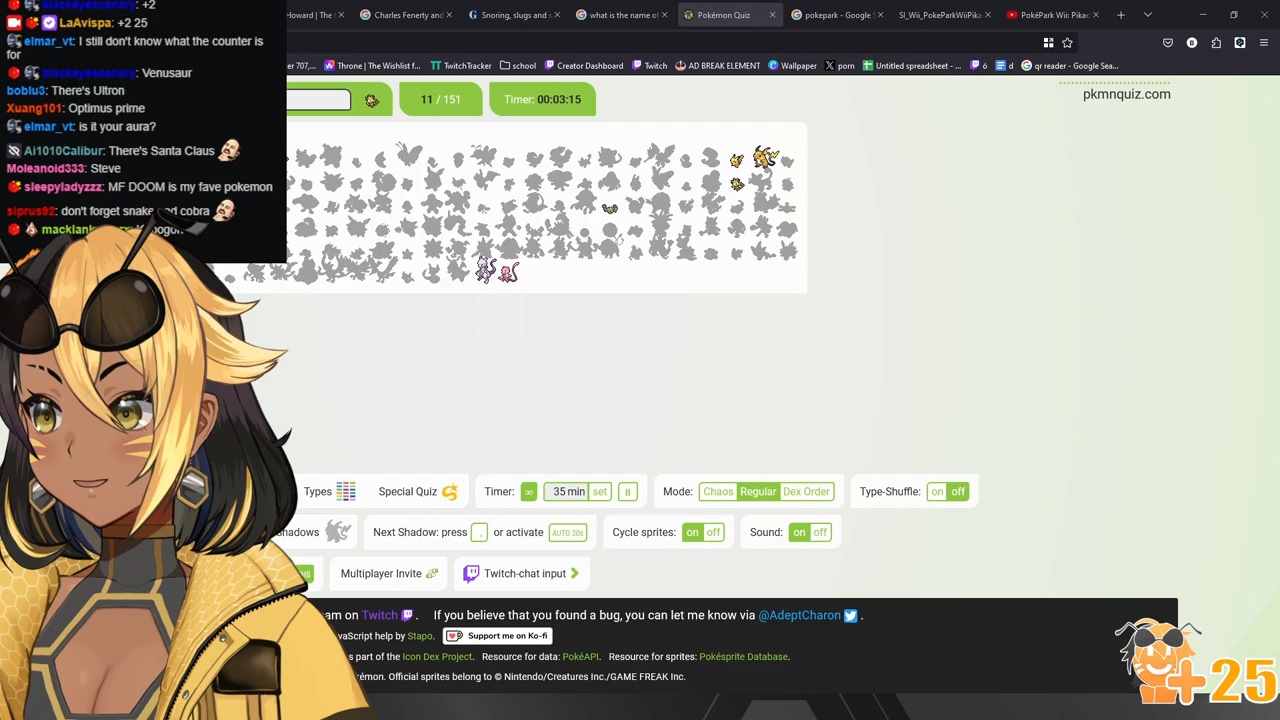 blackeyescanary: +2
LaAvispa: +2 25
elmar_vt: I still don't know what the counter is
for
blackeyescanary: Venusaur
boblu3: There's Ultron
Xuang101: Optimus prime
elmar_vt: is it your aura?
Ai1010Calibur: There's Santa Claus
Moleanoid333: Steve
sleepyladyzzz: MF DOOM is my fave pokemon
siprus92: don't forget snake and cobra
Howard | The
Charles Fenerty and
what is the name of
Pokémon Quiz
pokepark - Google
PokéPark Wii: Pikac
er 707,...
Throne | The Wishlist f...
TwitchTracker
school
Creator Dashboard
Twitch
AD BREAK ELEMENT
Wallpaper
porn
Untitled spreadsheet - ...
6
d
qr reader - Google Sea...
11 / 151
Timer: 00:03:15
pkmnquiz.com
Types
Special Quiz
Timer: ∞ 35 min set
Mode: Chaos Regular Dex Order
Type-Shuffle: on off
hadows
Next Shadow: press , or activate AUTO 20s
Cycle sprites: on off
Sound: on off
Multiplayer Invite
Twitch-chat input
am on Twitch . If you believe that you found a bug, you can let me know via @AdeptCharon .
vaScript help by Stapo. Support me on Ko-fi
s part of the Icon Dex Project. Resource for data: PokéAPI. Resource for sprites: Pokésprite Database.
émon. Official sprites belong to © Nintendo/Creatures Inc./GAME FREAK Inc.
+25